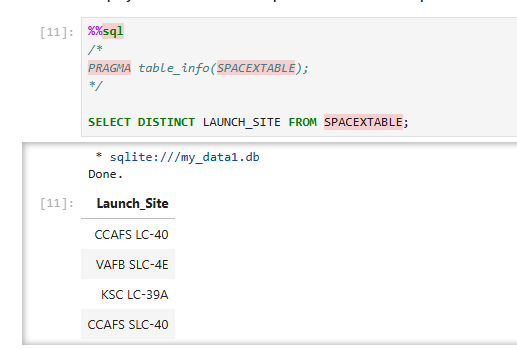 [11]: %%sql
/*
PRAGMA table_info(SPACEXTABLE);
*/
SELECT DISTINCT LAUNCH_SITE FROM SPACEXTABLE;
* sqlite:///my_data1.db
Done.
[11]: Launch_Site
CCAFS LC-40
VAFB SLC-4E
KSC LC-39A
CCAFS SLC-40